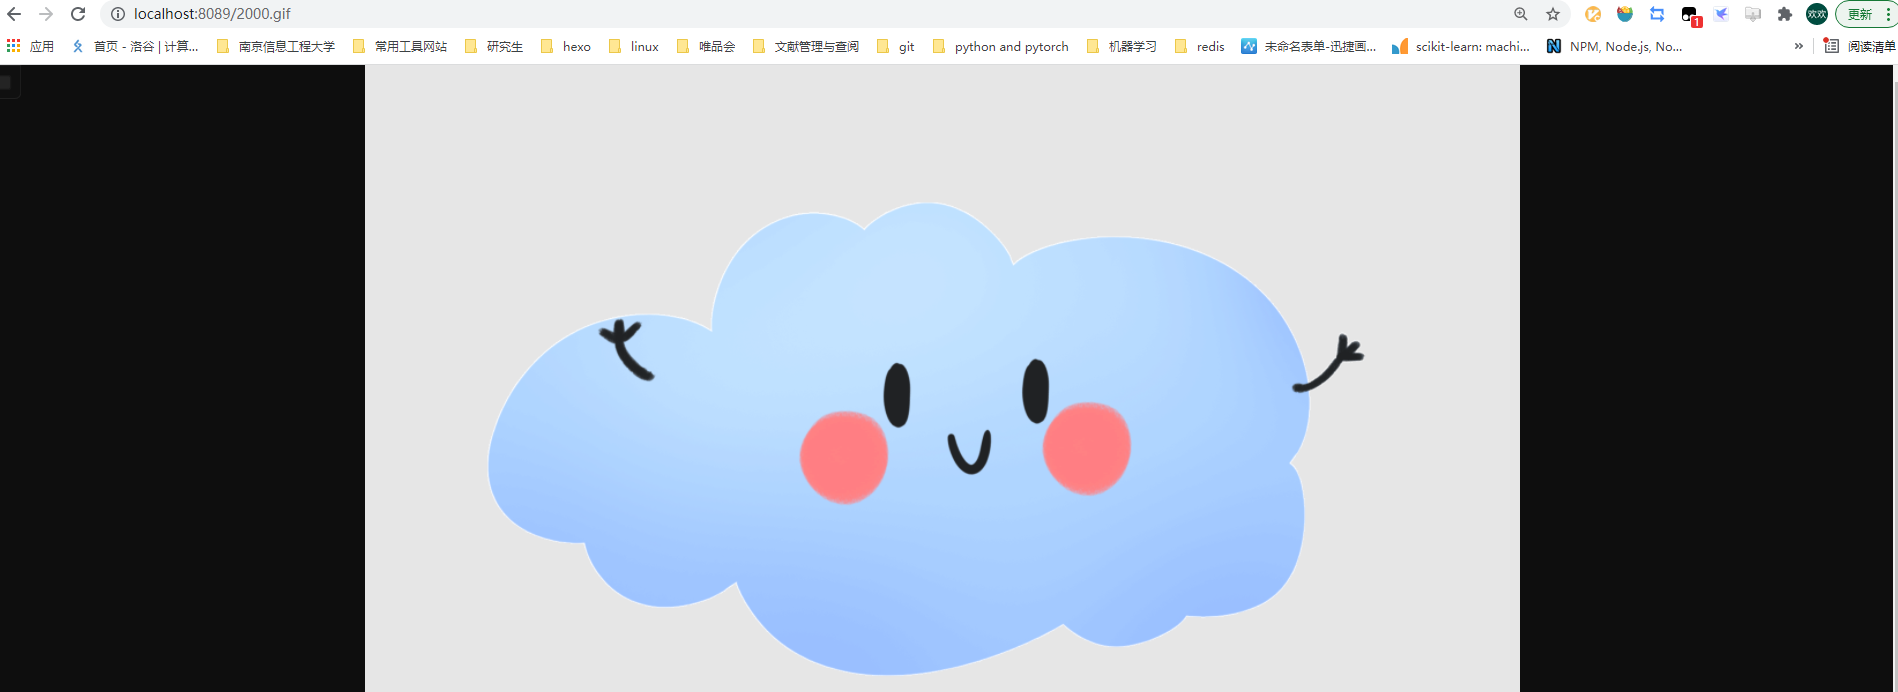 localhost:8089/2000.gif
欢欢 更新
应用 首页 - 洛谷 | 计算... 南京信息工程大学 常用工具网站 研究生 hexo linux 唯品会 文献管理与查阅 git python and pytorch 机器学习 redis 未命名表单-迅捷画... scikit-learn: machi... NPM, Node.js, No... » 阅读清单
1